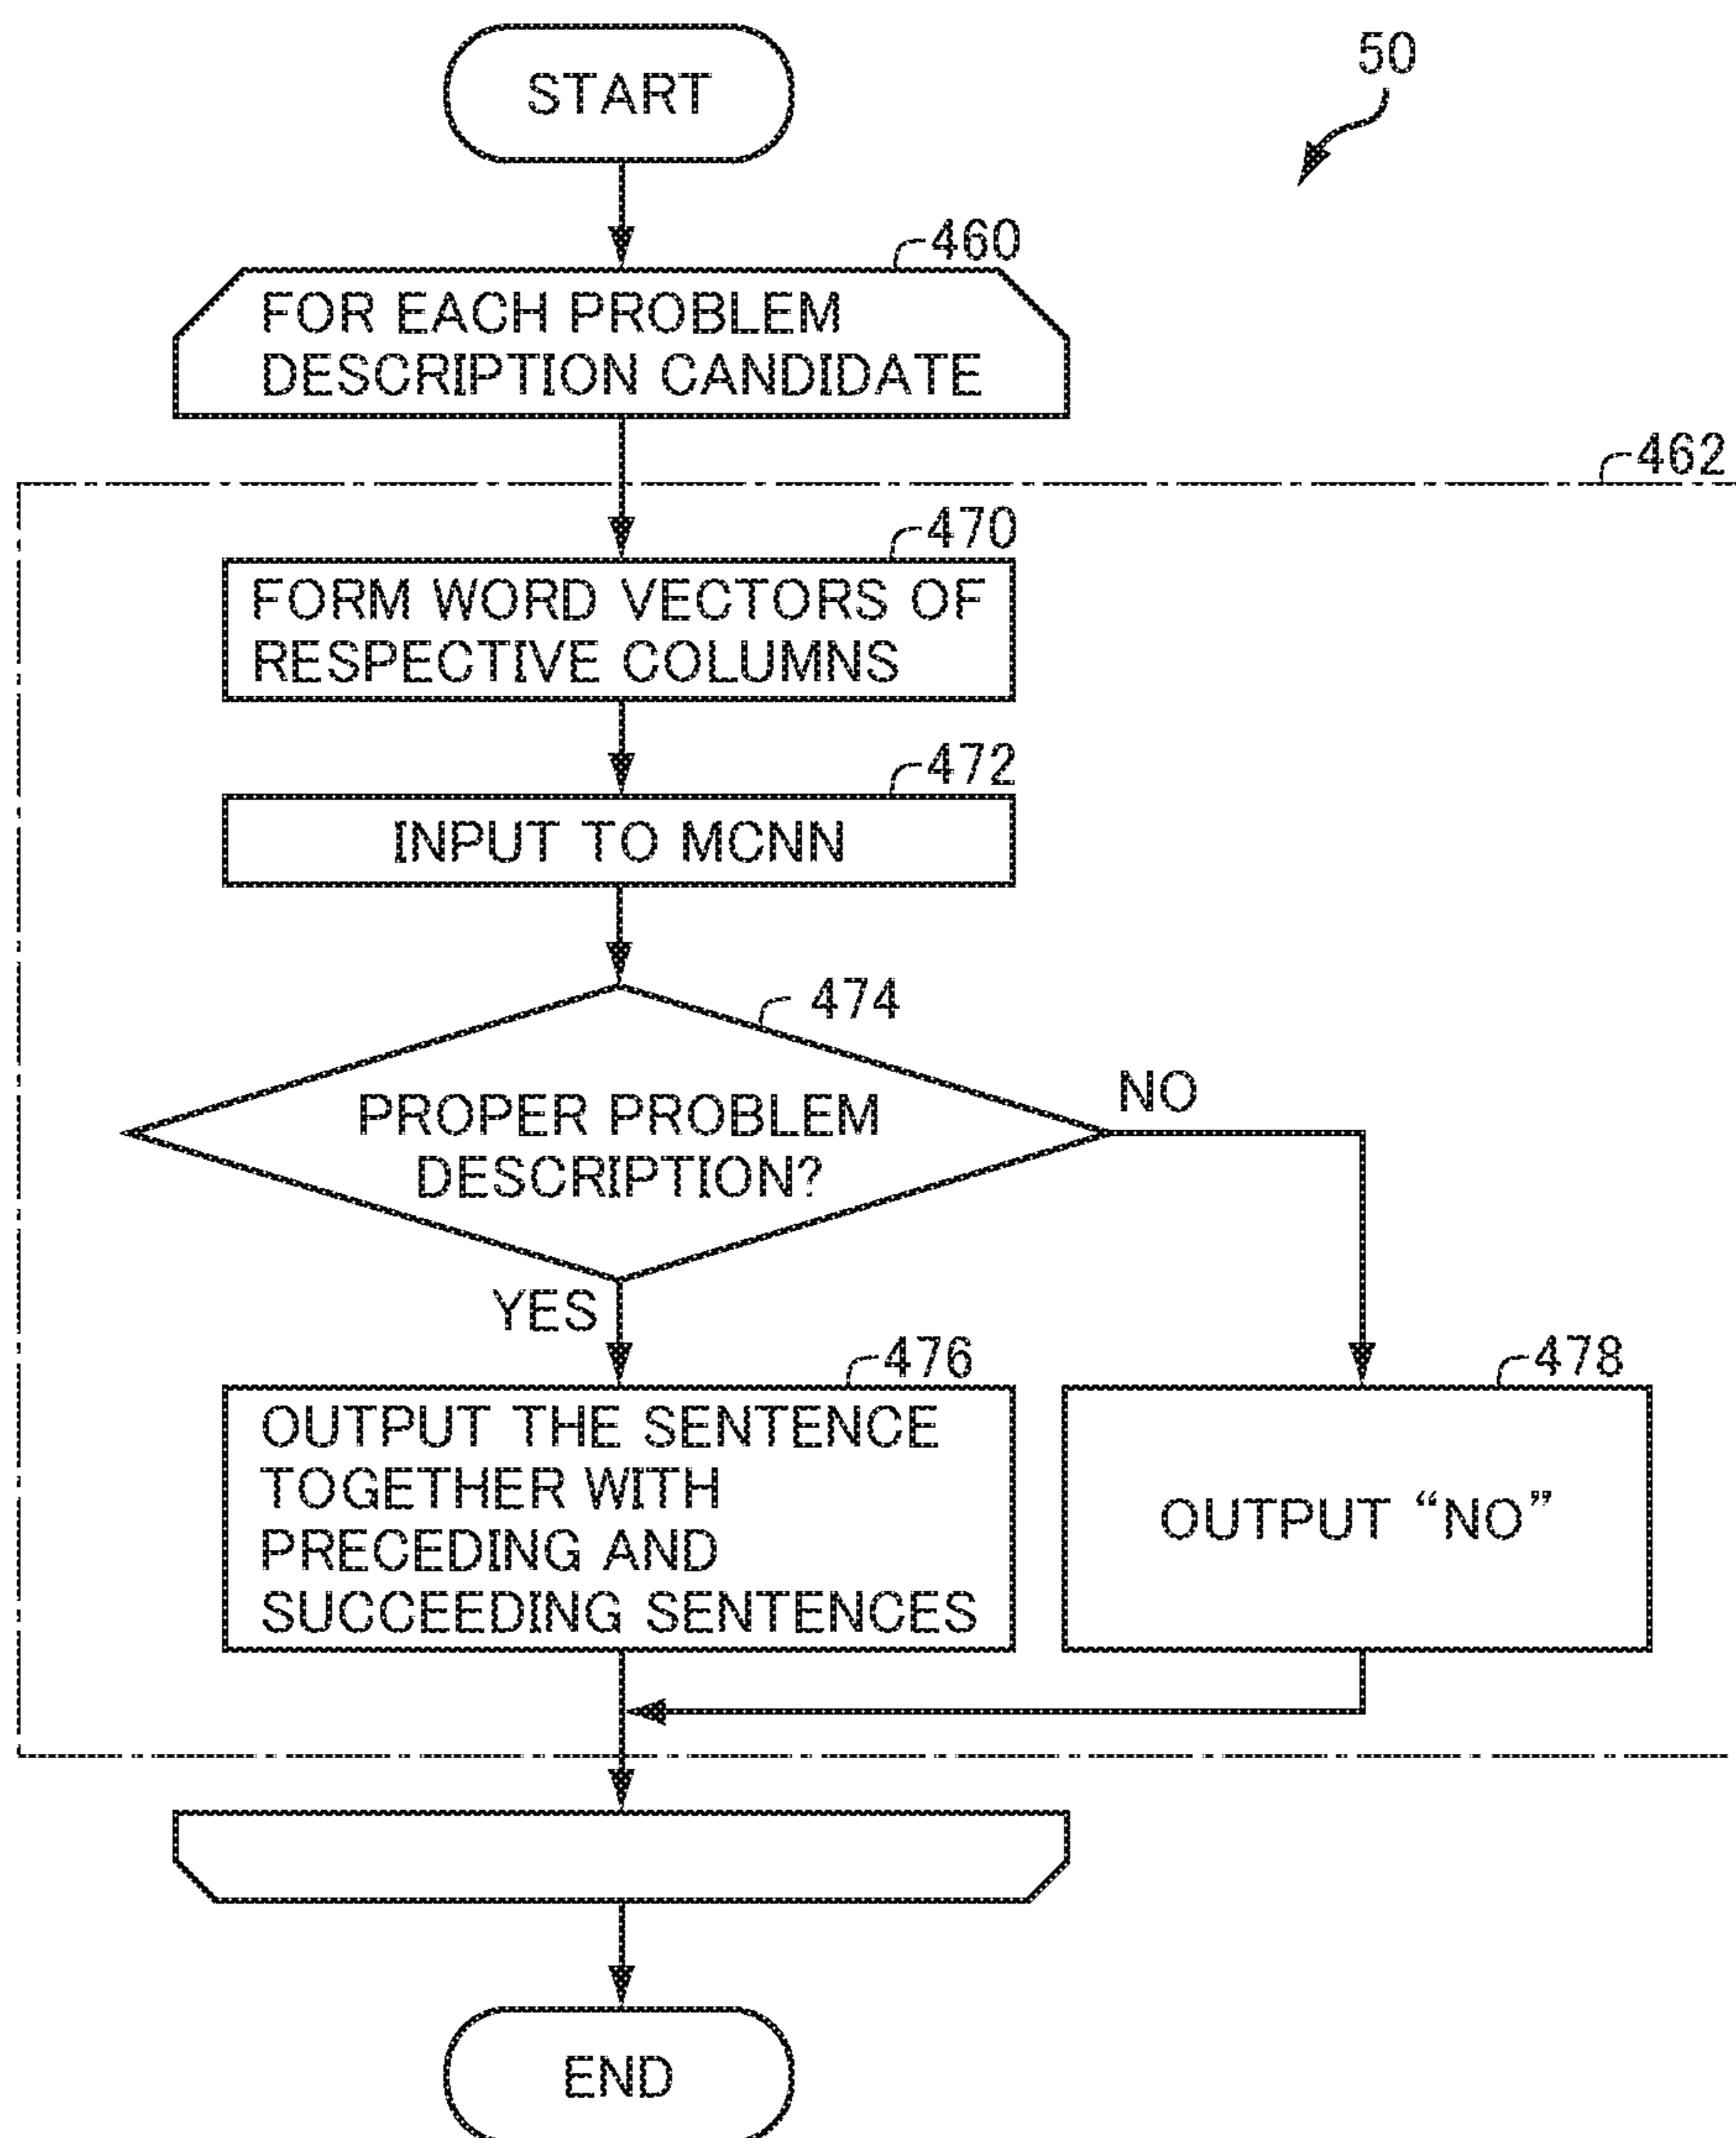 START
50
460
FOR EACH PROBLEM
DESCRIPTION CANDIDATE
462
470
FORM WORD VECTORS OF
RESPECTIVE COLUMNS
472
INPUT TO MCNN
474
PROPER PROBLEM
DESCRIPTION?
NO
YES
476
OUTPUT THE SENTENCE
TOGETHER WITH
PRECEDING AND
SUCCEEDING SENTENCES
478
OUTPUT “NO”
END